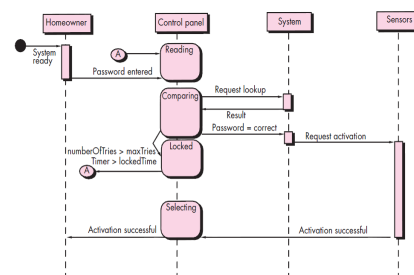 Homeowner
Control panel
System
Sensors
System
ready
A
Reading
Password entered
Comparing
Request lookup
Result
Password = correct
Request activation
numberOfTries > maxTries
Locked
Timer > lockedTime
A
Selecting
Activation successful
Activation successful